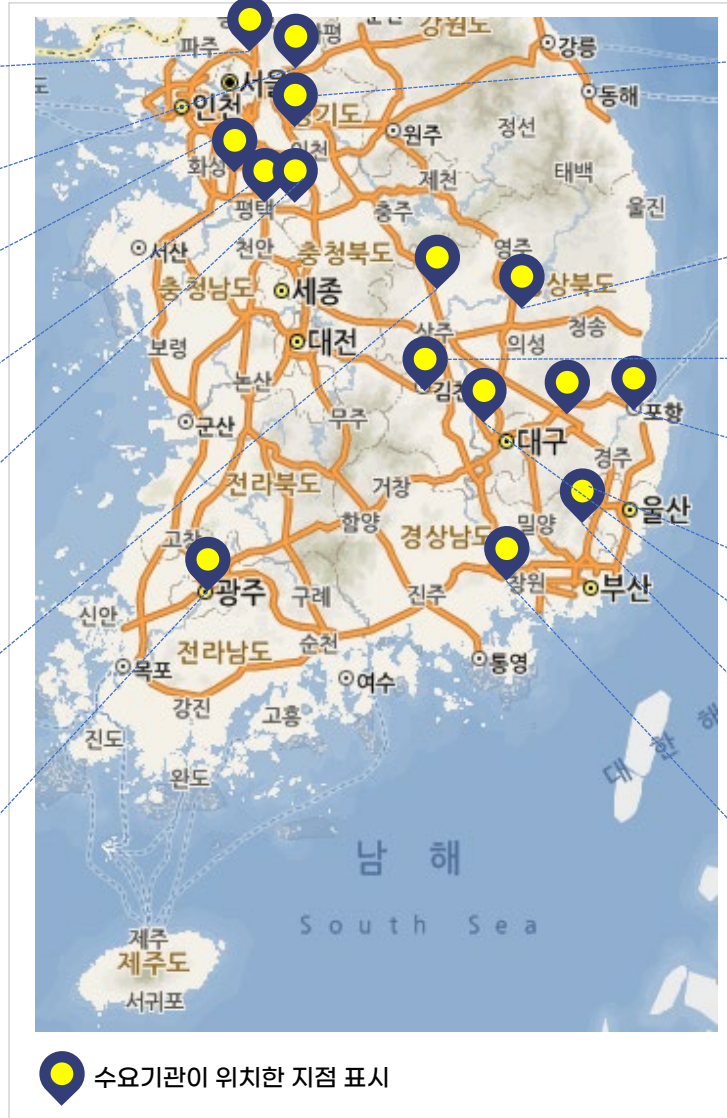 강원도
파주
강릉
서울
동해
인천
경기도
정선
원주
이천
화성
태백
제천
평택
충주
울진
서산
천안
충청북도
영주
충청남도
세종
경상북도
상주
청송
의성
보령
대전
논산
김천
무주
포항
군산
대구
경주
전라북도
거창
울산
함양
밀양
경상남도
고창
광주
구례
진주
창원
부산
신안
순천
전라남도
목포
통영
여수
강진
고흥
진도
대한해
완도
남 해
South Sea
제주
제주도
서귀포
수요기관이 위치한 지점 표시